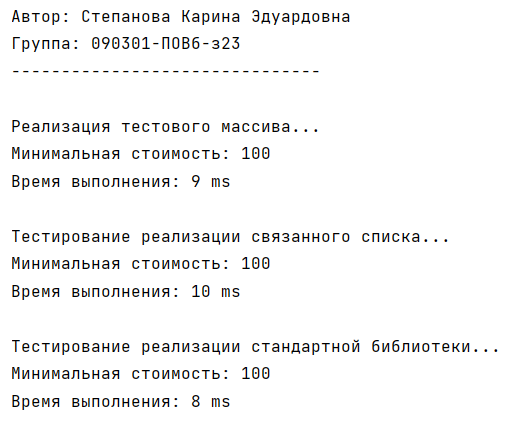 Автор: Степанова Карина Эдуардовна
Группа: 090301-ПОВб-з23
-------------------------------
Реализация тестового массива...
Минимальная стоимость: 100
Время выполнения: 9 ms
Тестирование реализации связанного списка...
Минимальная стоимость: 100
Время выполнения: 10 ms
Тестирование реализации стандартной библиотеки...
Минимальная стоимость: 100
Время выполнения: 8 ms